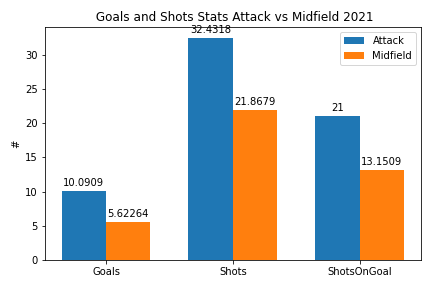 Goals and Shots Stats Attack vs Midfield 2021
Attack
Midfield
#
30
25
20
15
10
5
0
10.0909
5.62264
32.4318
21.8679
21
13.1509
Goals
Shots
ShotsOnGoal